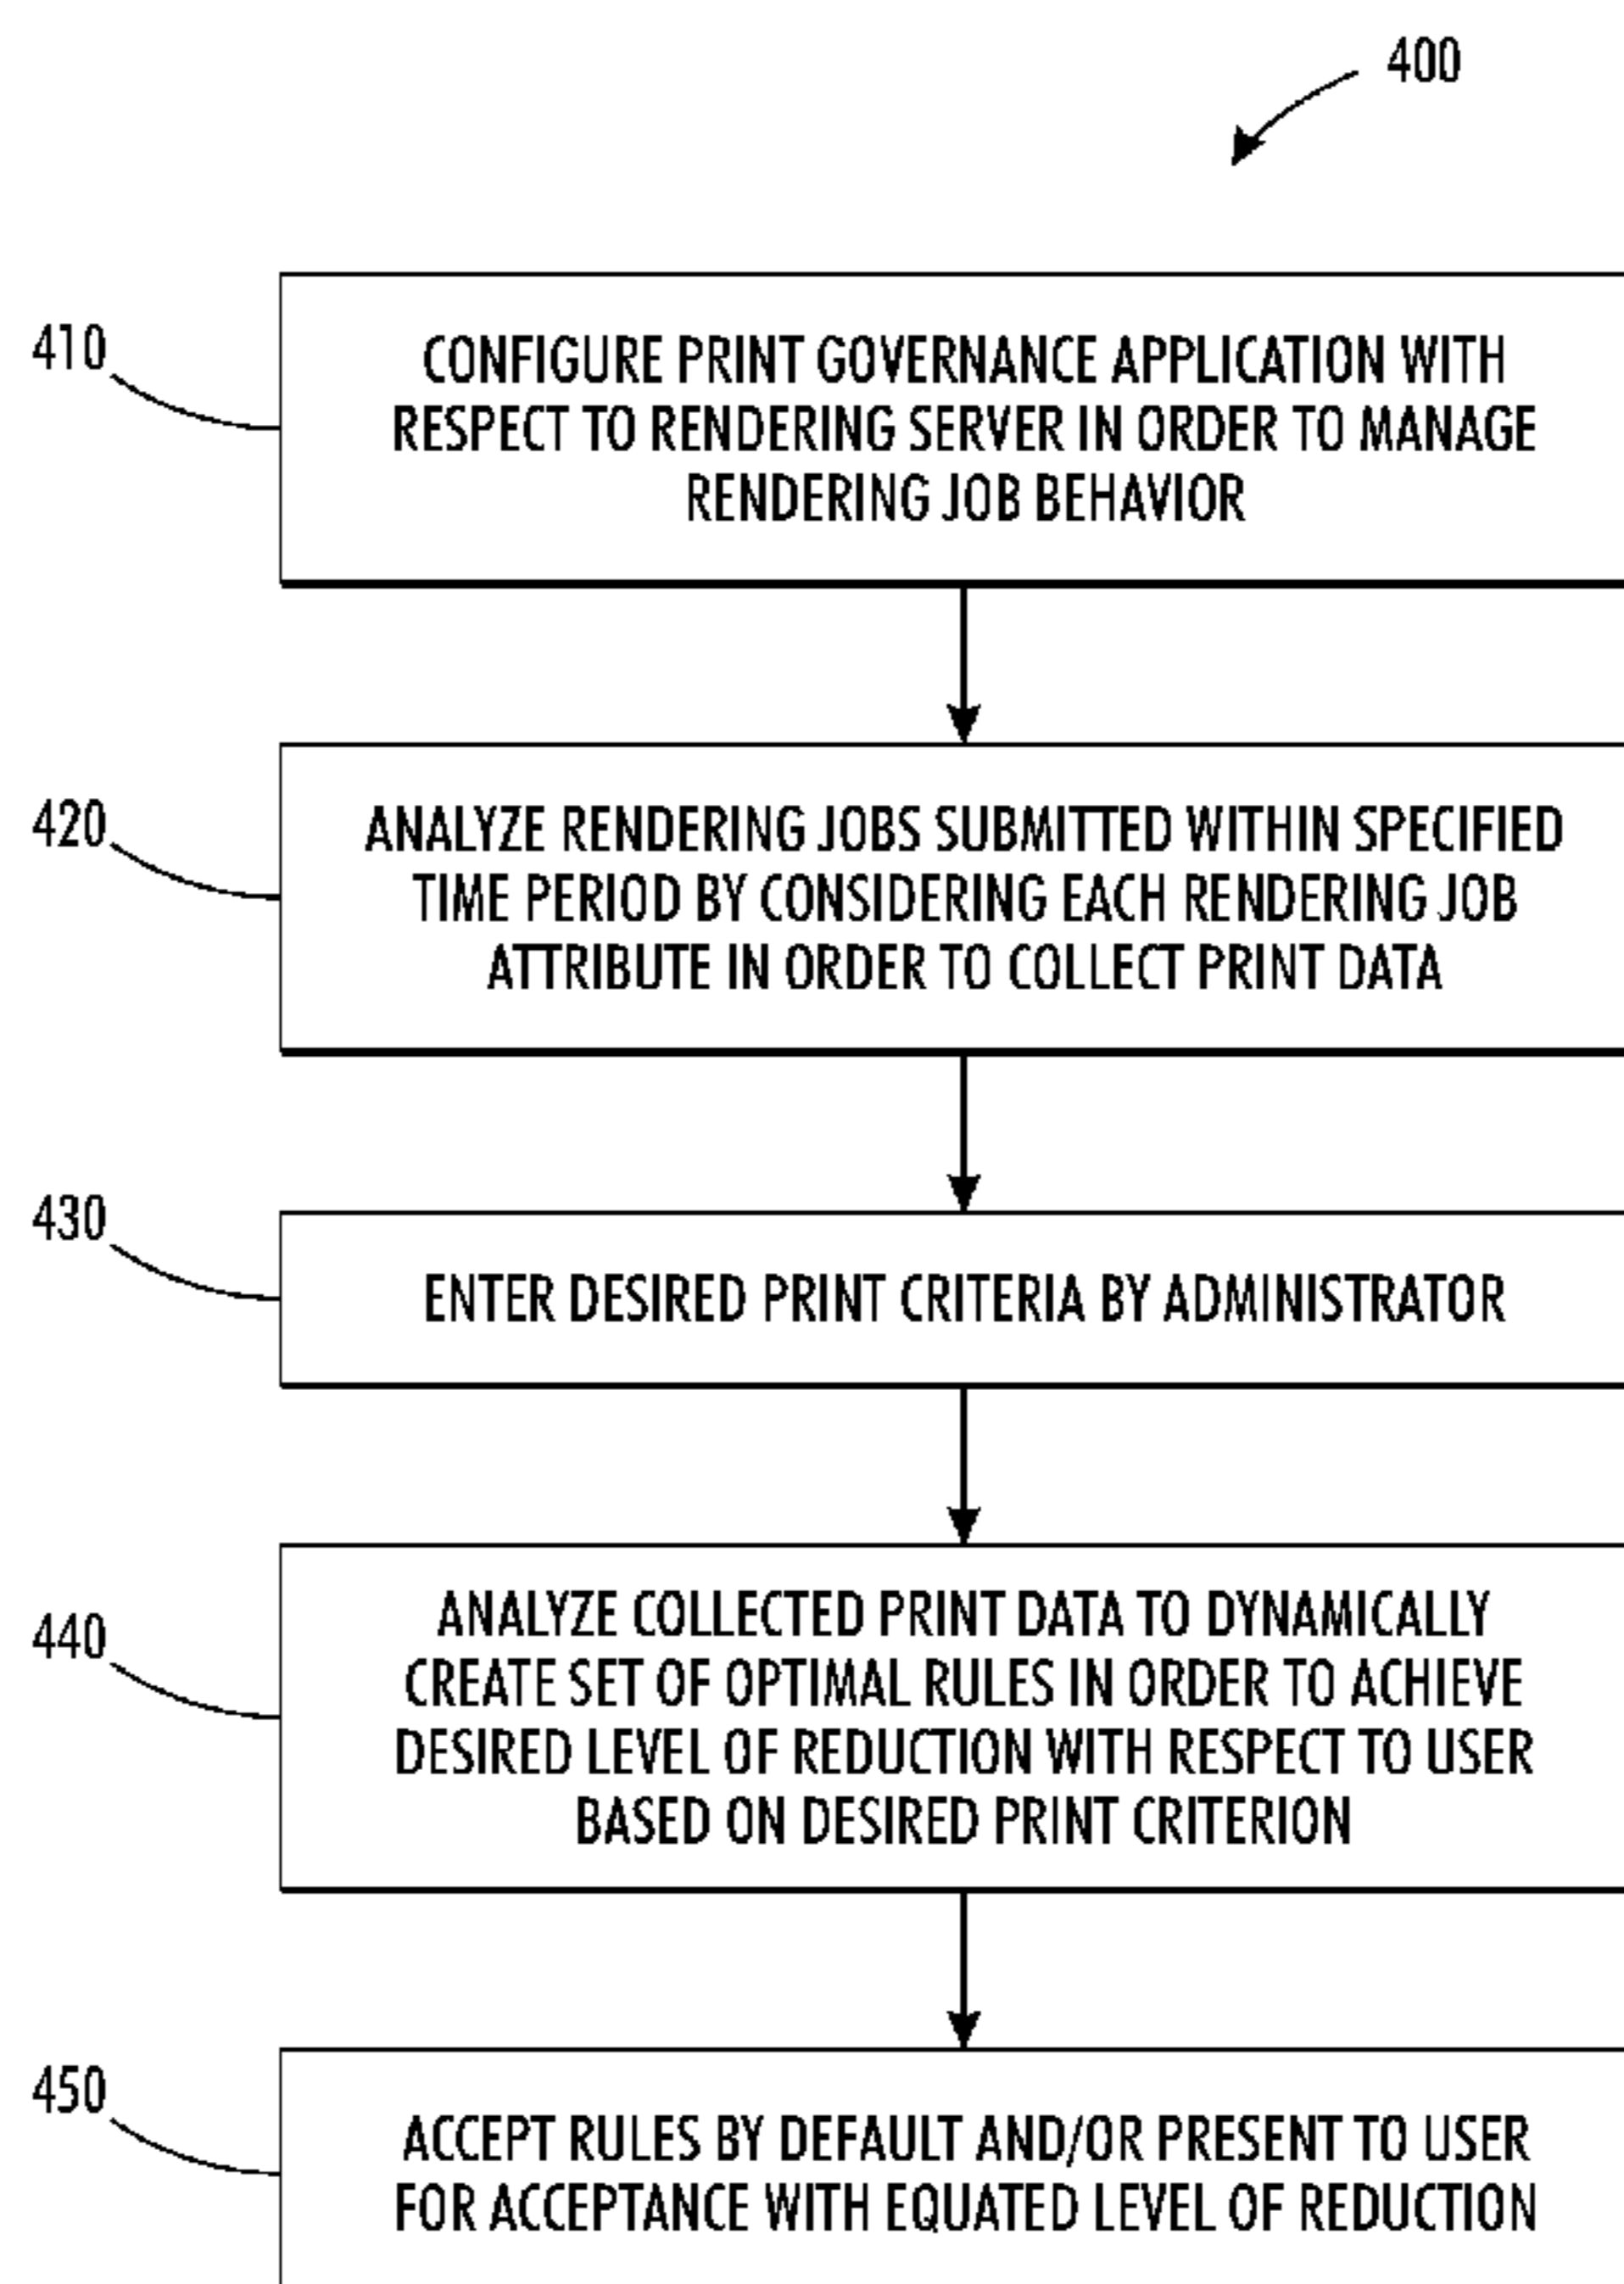 400
410
CONFIGURE PRINT GOVERNANCE APPLICATION WITH
RESPECT TO RENDERING SERVER IN ORDER TO MANAGE
RENDERING JOB BEHAVIOR
420
ANALYZE RENDERING JOBS SUBMITTED WITHIN SPECIFIED
TIME PERIOD BY CONSIDERING EACH RENDERING JOB
ATTRIBUTE IN ORDER TO COLLECT PRINT DATA
430
ENTER DESIRED PRINT CRITERIA BY ADMINISTRATOR
440
ANALYZE COLLECTED PRINT DATA TO DYNAMICALLY
CREATE SET OF OPTIMAL RULES IN ORDER TO ACHIEVE
DESIRED LEVEL OF REDUCTION WITH RESPECT TO USER
BASED ON DESIRED PRINT CRITERION
450
ACCEPT RULES BY DEFAULT AND/OR PRESENT TO USER
FOR ACCEPTANCE WITH EQUATED LEVEL OF REDUCTION